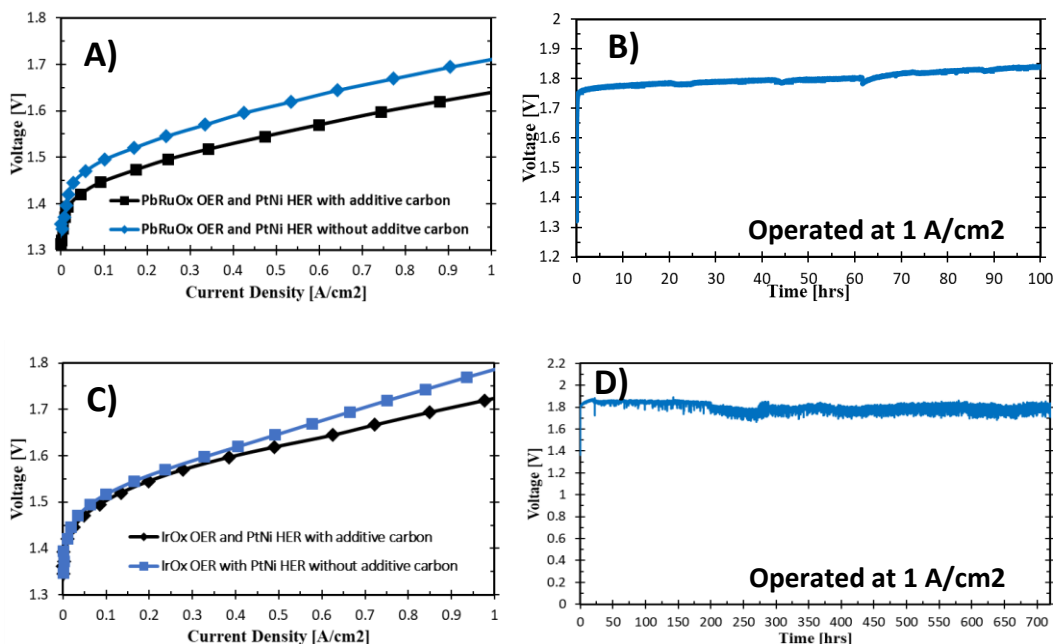 A)
Voltage [V]
1.8
1.7
1.6
1.5
1.4
1.3
PbRuOx OER and PtNi HER with additive carbon
PbRuOx OER and PtNi HER without additve carbon
0 0.1 0.2 0.3 0.4 0.5 0.6 0.7 0.8 0.9 1
Current Density [A/cm2]
B)
Voltage [V]
2
1.9
1.8
1.7
1.6
1.5
1.4
1.3
1.2
Operated at 1 A/cm2
0 10 20 30 40 50 60 70 80 90 100
Time [hrs]
C)
Voltage [V]
1.8
1.7
1.6
1.5
1.4
1.3
IrOx OER and PtNi HER with additive carbon
IrOx OER with PtNi HER without additive carbon
0 0.1 0.2 0.3 0.4 0.5 0.6 0.7 0.8 0.9 1
Current Density [A/cm2]
D)
Voltage [V]
2.2
2
1.8
1.6
1.4
1.2
1
0.8
0.6
0.4
0.2
0
Operated at 1 A/cm2
0 50 100 150 200 250 300 350 400 450 500 550 600 650 700
Time [hrs]